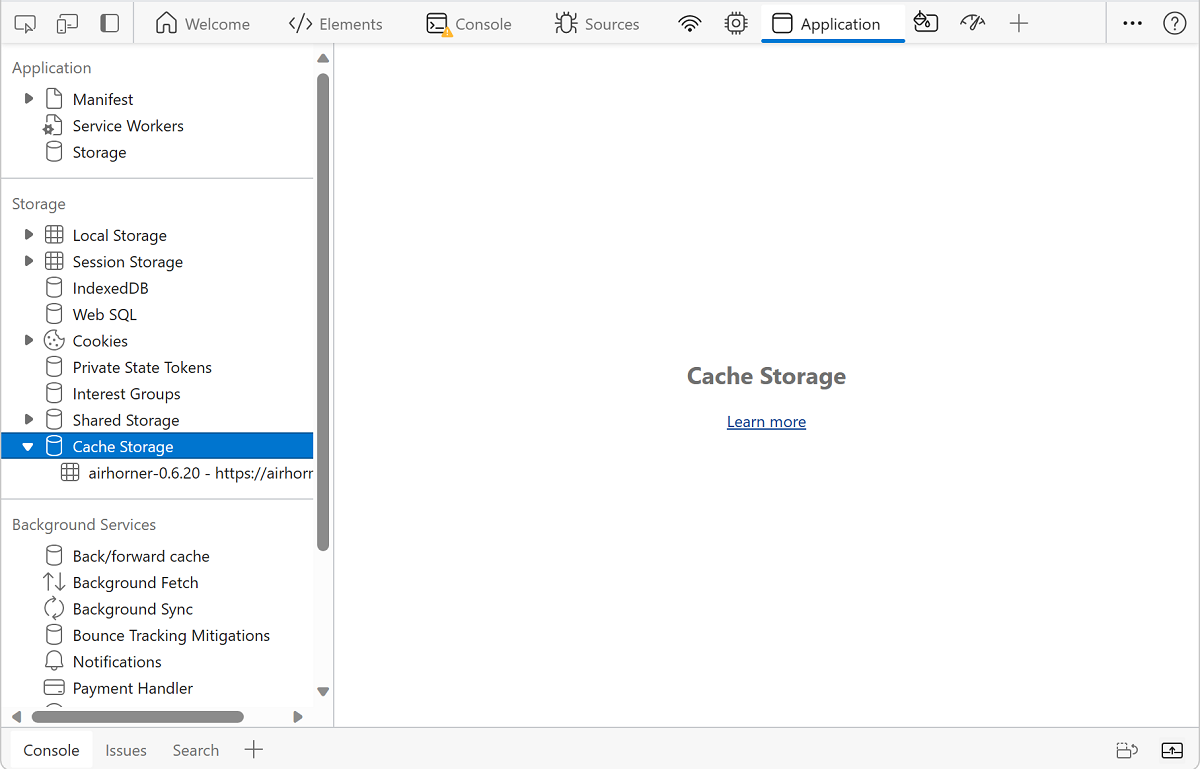 Welcome
Elements
Console
Sources
Application
Application
Manifest
Service Workers
Storage
Storage
Local Storage
Session Storage
IndexedDB
Web SQL
Cookies
Private State Tokens
Interest Groups
Shared Storage
Cache Storage
airhorner-0.6.20 - https://airhorr
Background Services
Back/forward cache
Background Fetch
Background Sync
Bounce Tracking Mitigations
Notifications
Payment Handler
Cache Storage
Learn more
Console
Issues
Search